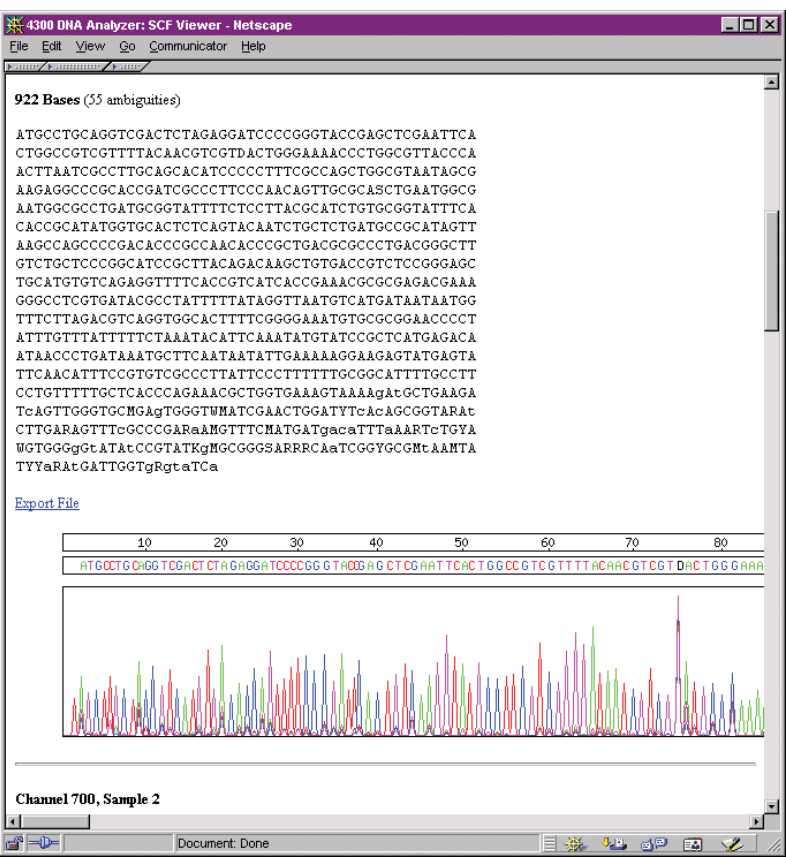 4300 DNA Analyzer: SCF Viewer - Netscape
File Edit View Go Communicator Help
922 Bases (55 ambiguities)
ATGCCTGCAGGTCGACTCTAGAGGATCCCCGGGTACCGAGCTCGAATTCA
CTGGCCGTCGTTTTACAACGTCGTDACTGGGAAAACCCTGGCGTTACCCA
ACTTAATCGCCTTGCAGCACATCCCCCTTTCGCCAGCTGGCGTAATAGCG
AAGAGGCCCGCACCGATCGCCCTTCCCAACAGTTGCGCASCTGAATGGCG
AATGGCGCCTGATGCGGTATTTTCTCCTTACGCATCTGTGCGGTATTTCA
CACCGCATATGGTGCACTCTCAGTACAATCTGCTCTGATGCCGCATAGTT
AAGCCAGCCCCGACACCCGCCAACACCCGCTGACGCGCCCTGACGGGCTT
GTCTGCTCCCGGCATCCGCTTACAGACAAGCTGTGACCGTCTCCGGGAGC
TGCATGTGTCAGAGGTTTTCACCGTCATCACCGAAACGCGCGAGACGAAA
GGGCCTCGTGATACGCCTATTTTTATAGGTTAATGTCATGATAATAATGG
TTTCTTAGACGTCAGGTGGCACTTTTCGGGGAAATGTGCGCGGAACCCCT
ATTTGTTTATTTTTCTAAATACATTCAAATATGTATCCGCTCATGAGACA
ATAACCCTGATAAATGCTTCAATAATATTGAAAAAGGAAGAGTATGAGTA
TTCAACATTTCCGTGTCGCCCTTATTCCCTTTTTTGCGGCATTTTGCCTT
CCTGTTTTTGCTCACCCAGAAACGCTGGTGAAAGTAAAAgAtGCTGAAGA
TcAGTTGGGTGCMGAgTGGGTWMATCGAACTGGATYTcAcAGCGGTARAt
CTTGARAGTTTcGCCCGARaAMGTTTCMATGATgacaTTTaAARTcTGYA
WGTGGGgGtATAtCCGTATKgMGCGGGSARRRCAaTCGGYGCGMtAAMTA
TYYaRAtGATTGGTgRgtaTCa
Export File
10 20 30 40 50 60 70 80
ATGCCTGCAGGTCGACTCTAGAGGATCCCCGGGTACCGAGCTCGAATTCACTGGCCGTCGTTTTACAACGTCGTDACTGGGAAA
Channel 700, Sample 2
Document: Done